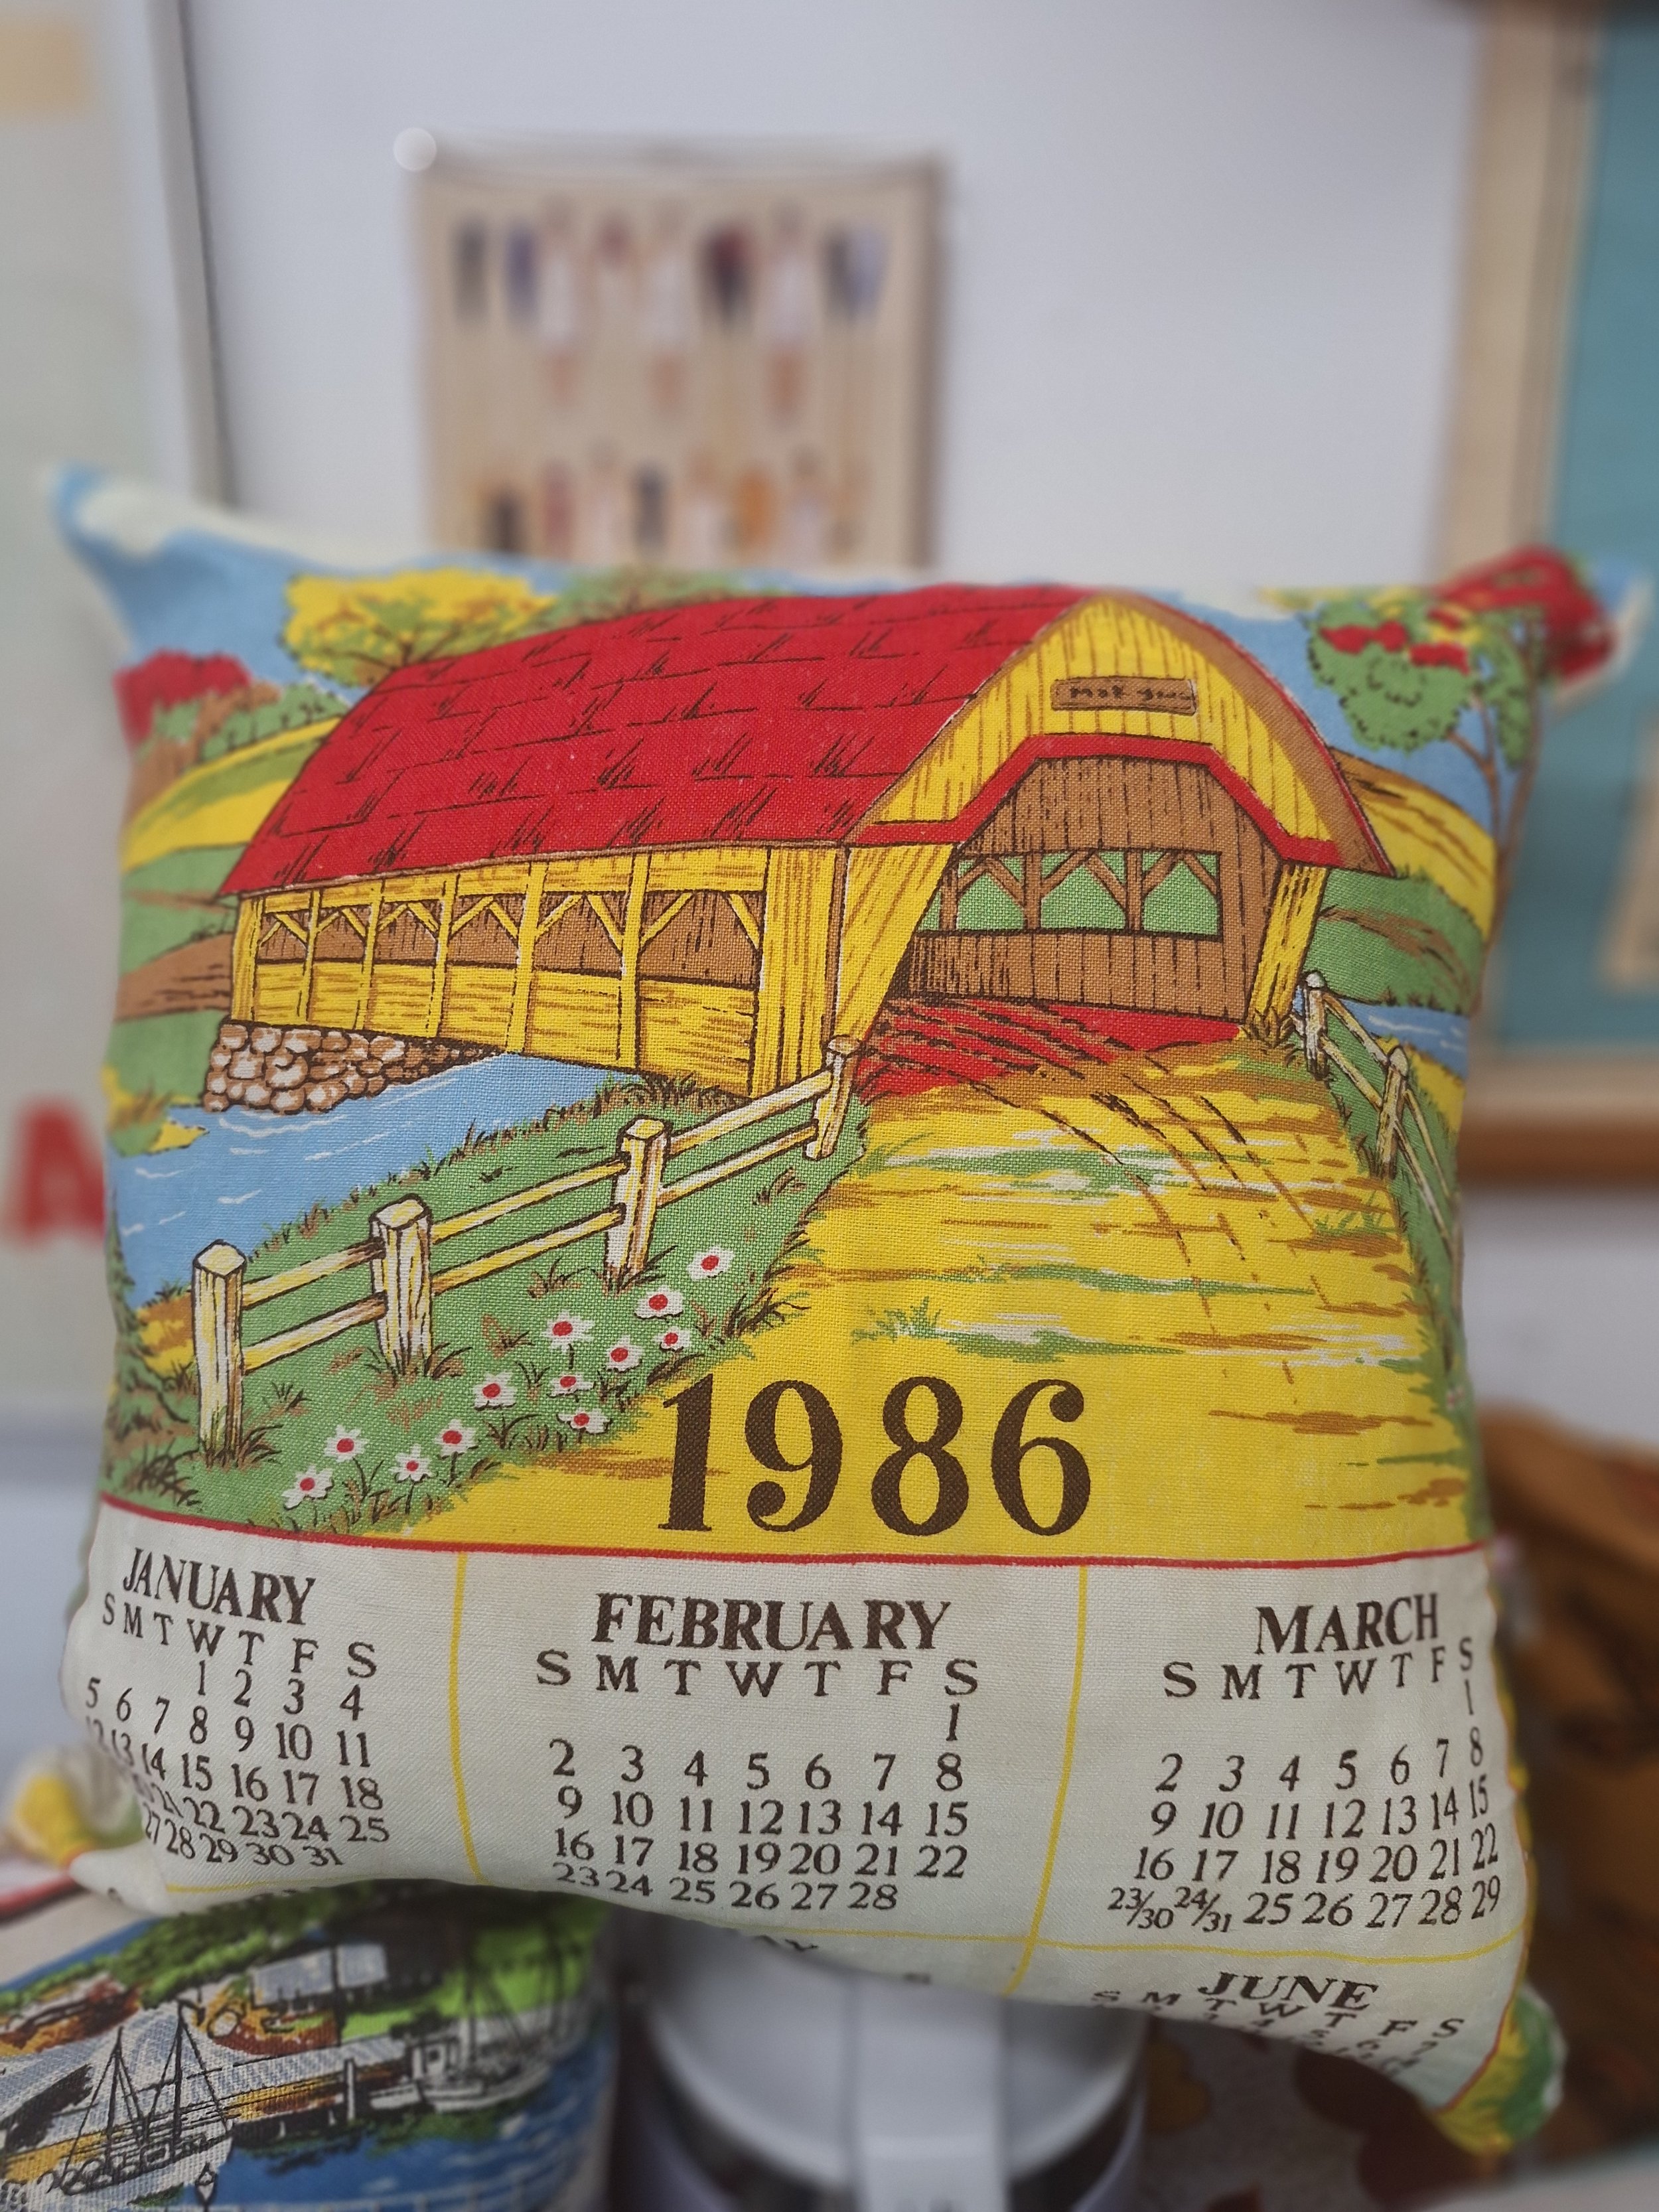 1986
JANUARY
S M T W T F S
1 2 3 4
5 6 7 8 9 10 11
12 13 14 15 16 17 18
21 22 23 24 25
27 28 29 30 31
FEBRUARY
S M T W T F S
1
2 3 4 5 6 7 8
9 10 11 12 13 14 15
16 17 18 19 20 21 22
23 24 25 26 27 28
MARCH
S M T W T F S
1
2 3 4 5 6 7 8
9 10 11 12 13 14 15
16 17 18 19 20 21 22
23/30 24/31 25 26 27 28 29
JUNE
S M T W T F S
A